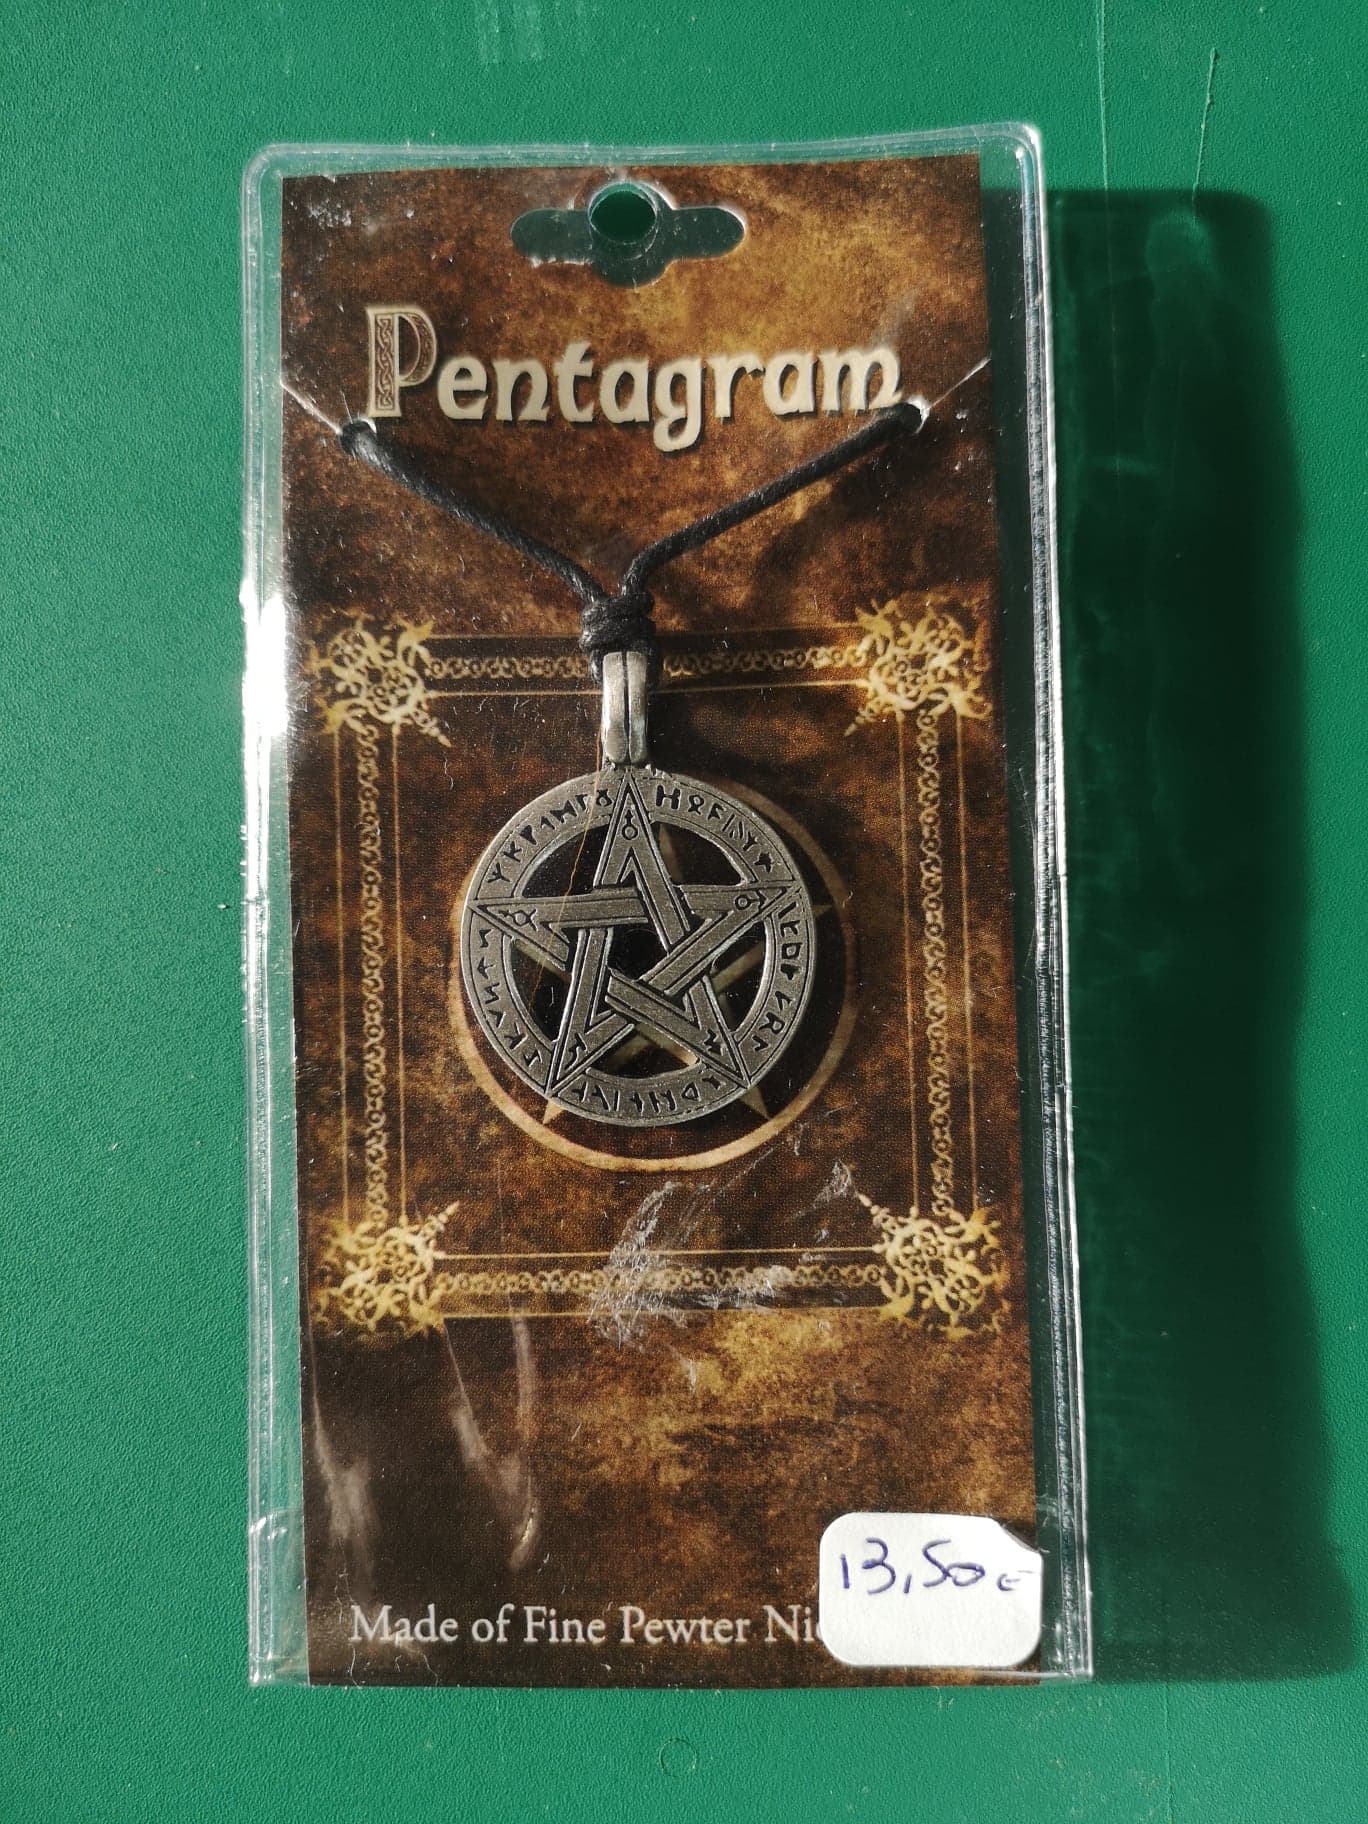 Pentagram
Made of Fine Pewter
13,50€